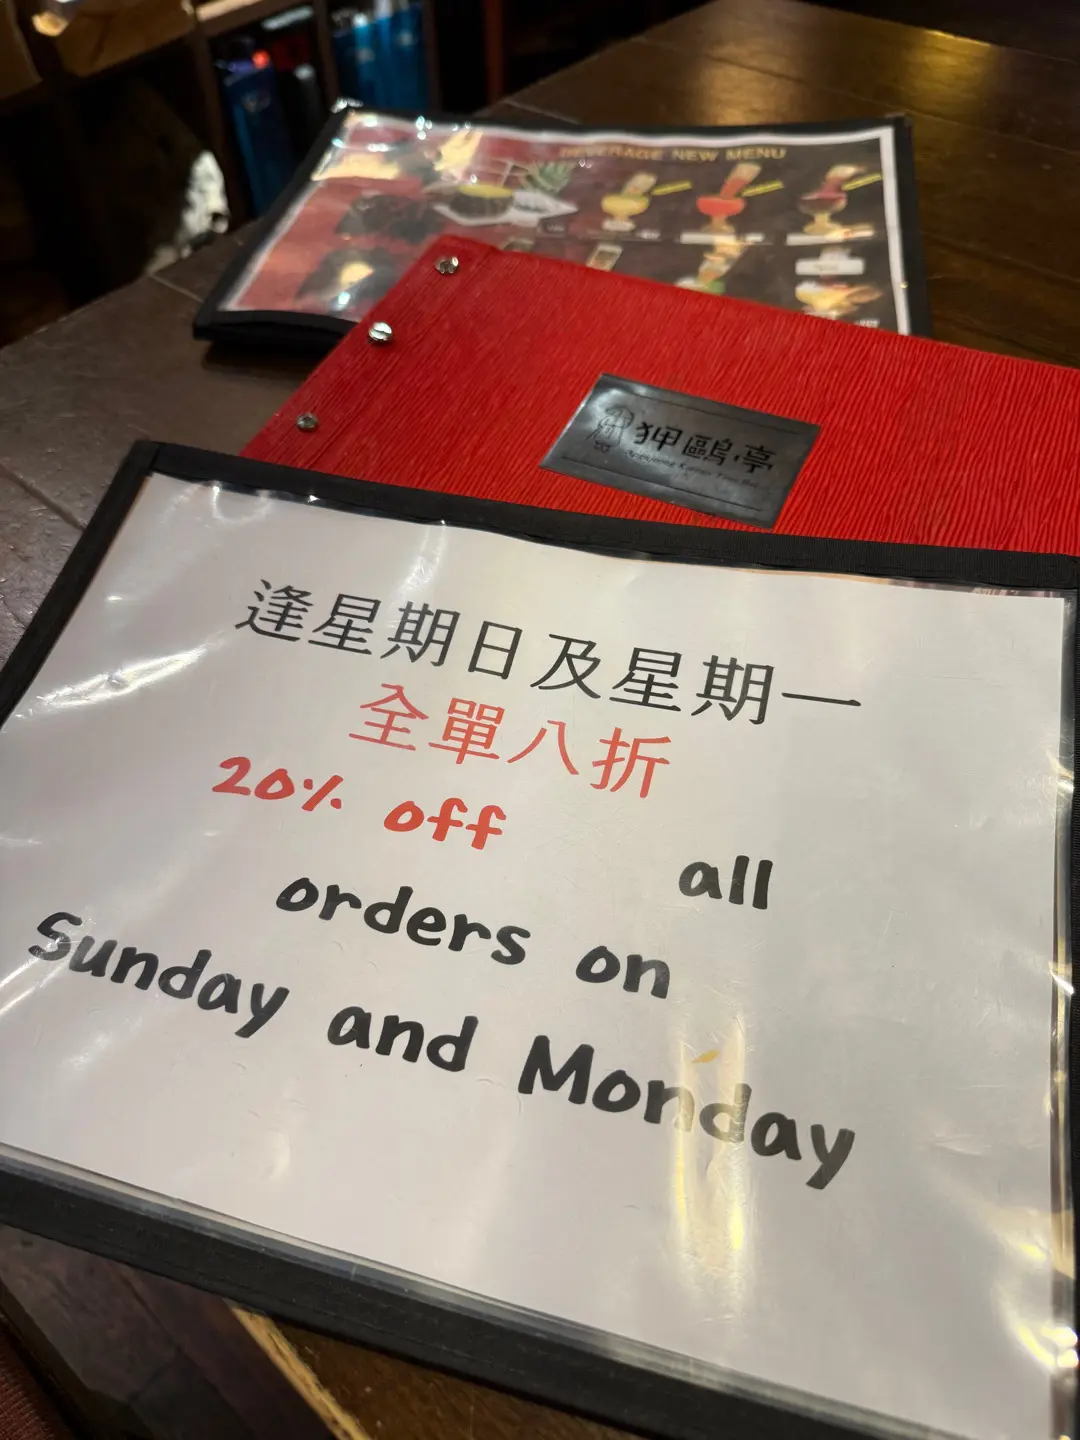 BEVERAGE NEW MENU
狎鷗亭
逢星期日及星期一
全單八折
20% off all
orders on
Sunday and Monday